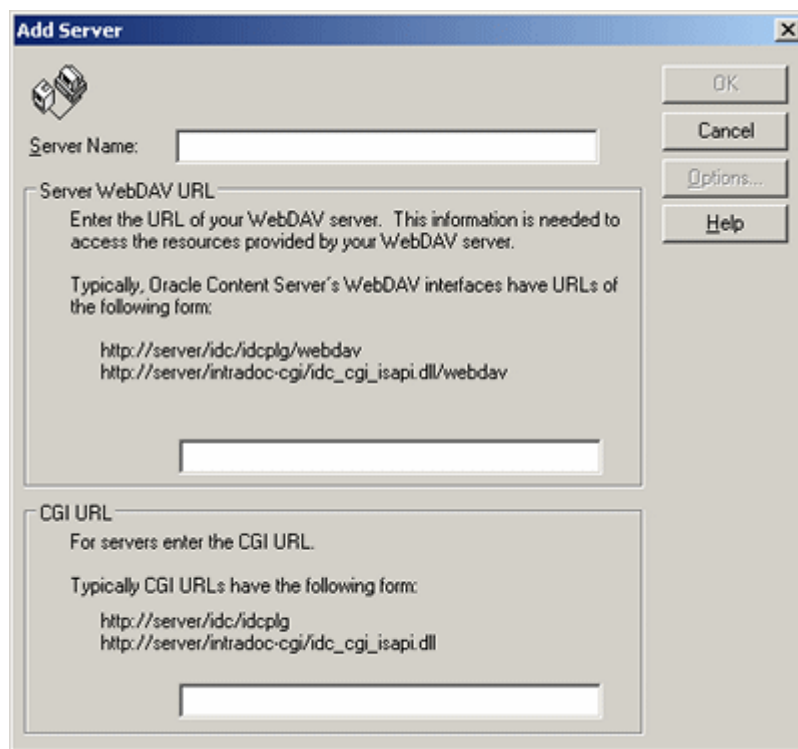 Add Server
OK
Server Name:
Cancel
Options...
Help
Server WebDAV URL
Enter the URL of your WebDAV server. This information is needed to
access the resources provided by your WebDAV server.
Typically, Oracle Content Server's WebDAV interfaces have URLs of
the following form:
http://server/idc/idcplg/webdav
http://server/intradoc-cgi/idc_cgi_isapi.dll/webdav
CGI URL
For servers enter the CGI URL.
Typically CGI URLs have the following form:
http://server/idc/idcplg
http://server/intradoc-cgi/idc_cgi_isapi.dll